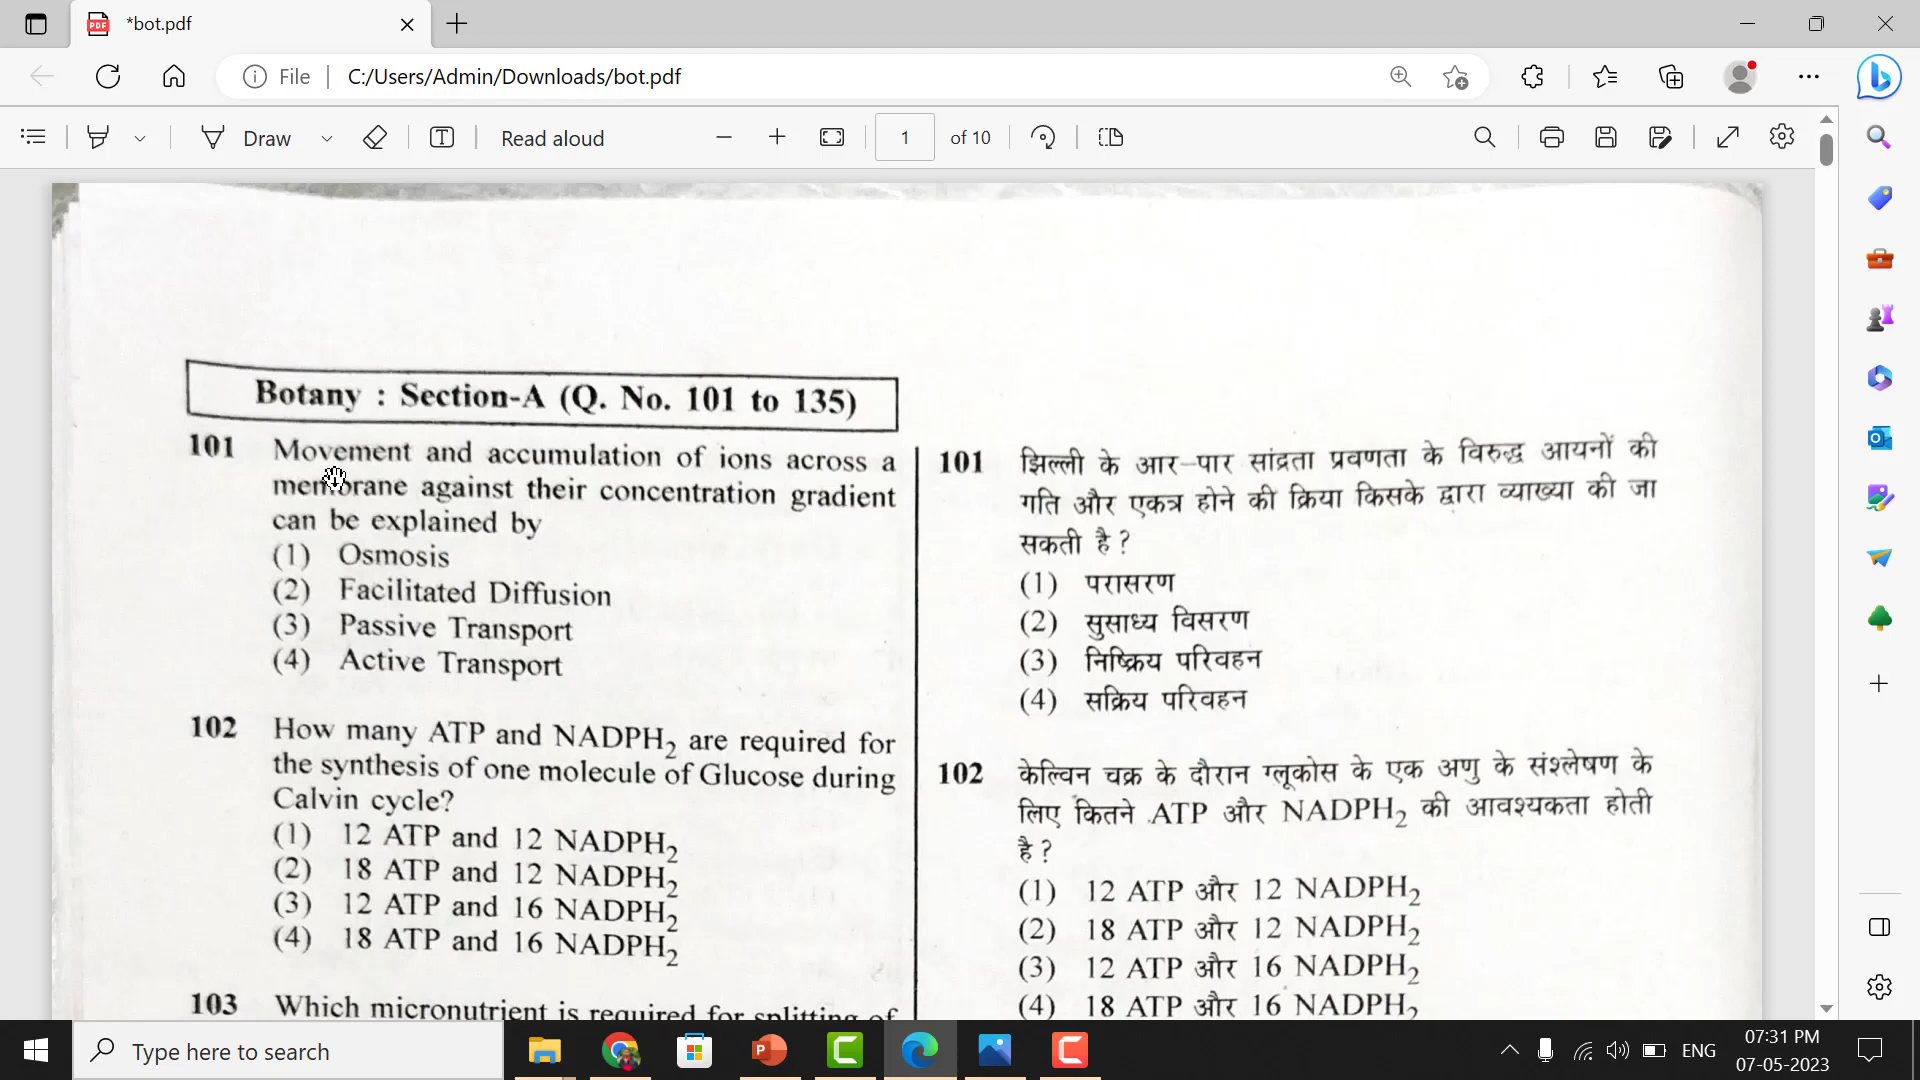 *bot.pdf
File
C:/Users/Admin/Downloads/bot.pdf
Draw
Read aloud
1
of 10
Botany : Section-A (Q. No. 101 to 135)
101 Movement and accumulation of ions across a
membrane against their concentration gradient
can be explained by
(1) Osmosis
(2) Facilitated Diffusion
(3) Passive Transport
(4) Active Transport
102 How many ATP and NADPH₂ are required for
the synthesis of one molecule of Glucose during
Calvin cycle?
(1) 12 ATP and 12 NADPH₂
(2) 18 ATP and 12 NADPH₂
(3) 12 ATP and 16 NADPH₂
(4) 18 ATP and 16 NADPH₂
103 Which micronutrient is required for splitting of
101 झिल्ली के आर-पार सांद्रता प्रवणता के विरुद्ध आयनों की
गति और एकत्र होने की क्रिया किसके द्वारा व्याख्या की जा
सकती है?
(1) परासरण
(2) सुसाध्य विसरण
(3) निष्क्रिय परिवहन
(4) सक्रिय परिवहन
102 केल्विन चक्र के दौरान ग्लूकोस के एक अणु के संश्लेषण के
लिए कितने ATP और NADPH₂ की आवश्यकता होती
है?
(1) 12 ATP और 12 NADPH₂
(2) 18 ATP और 12 NADPH₂
(3) 12 ATP और 16 NADPH₂
(4) 18 ATP और 16 NADPH₂
Type here to search
ENG
07:31 PM
07-05-2023